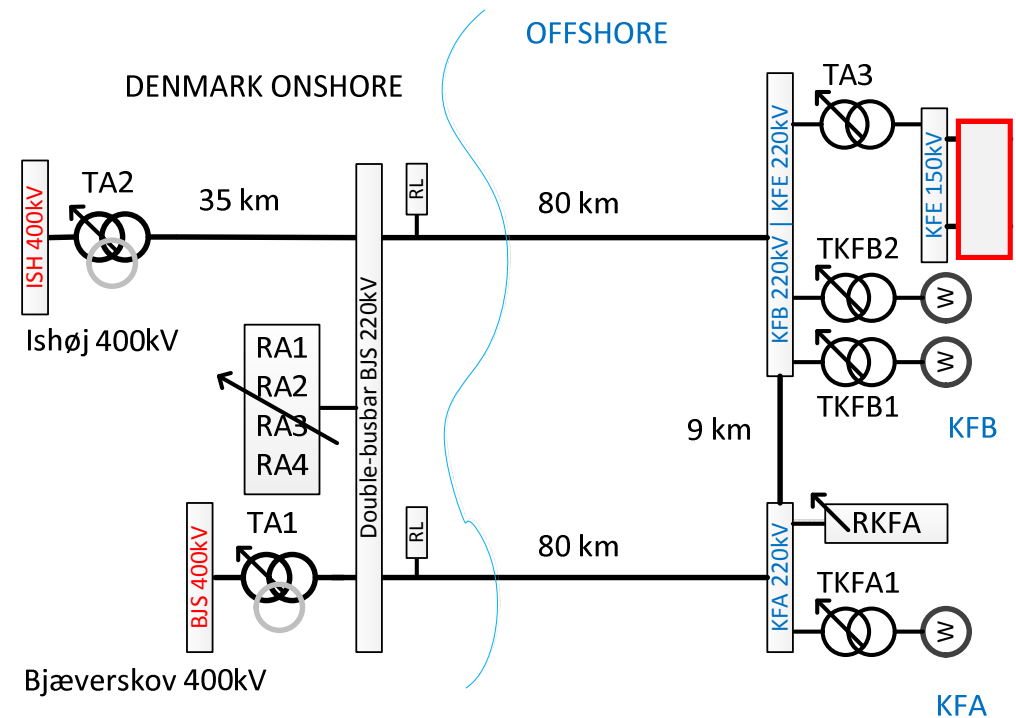 OFFSHORE
DENMARK ONSHORE
TA3
KFE 220kV
KFE 150kV
TA2
35 km
RL
80 km
ISH 400kV
Ishøj 400kV
KFB 220kV |
TKFB2
W
RA1
RA2
RA3
RA4
Double-busbar BJS 220kV
W
TKFB1
9 km
KFB
BJS 400kV
TA1
RL
80 km
KFA 220kV
RKFA
TKFA1
W
Bjæverskov 400kV
KFA